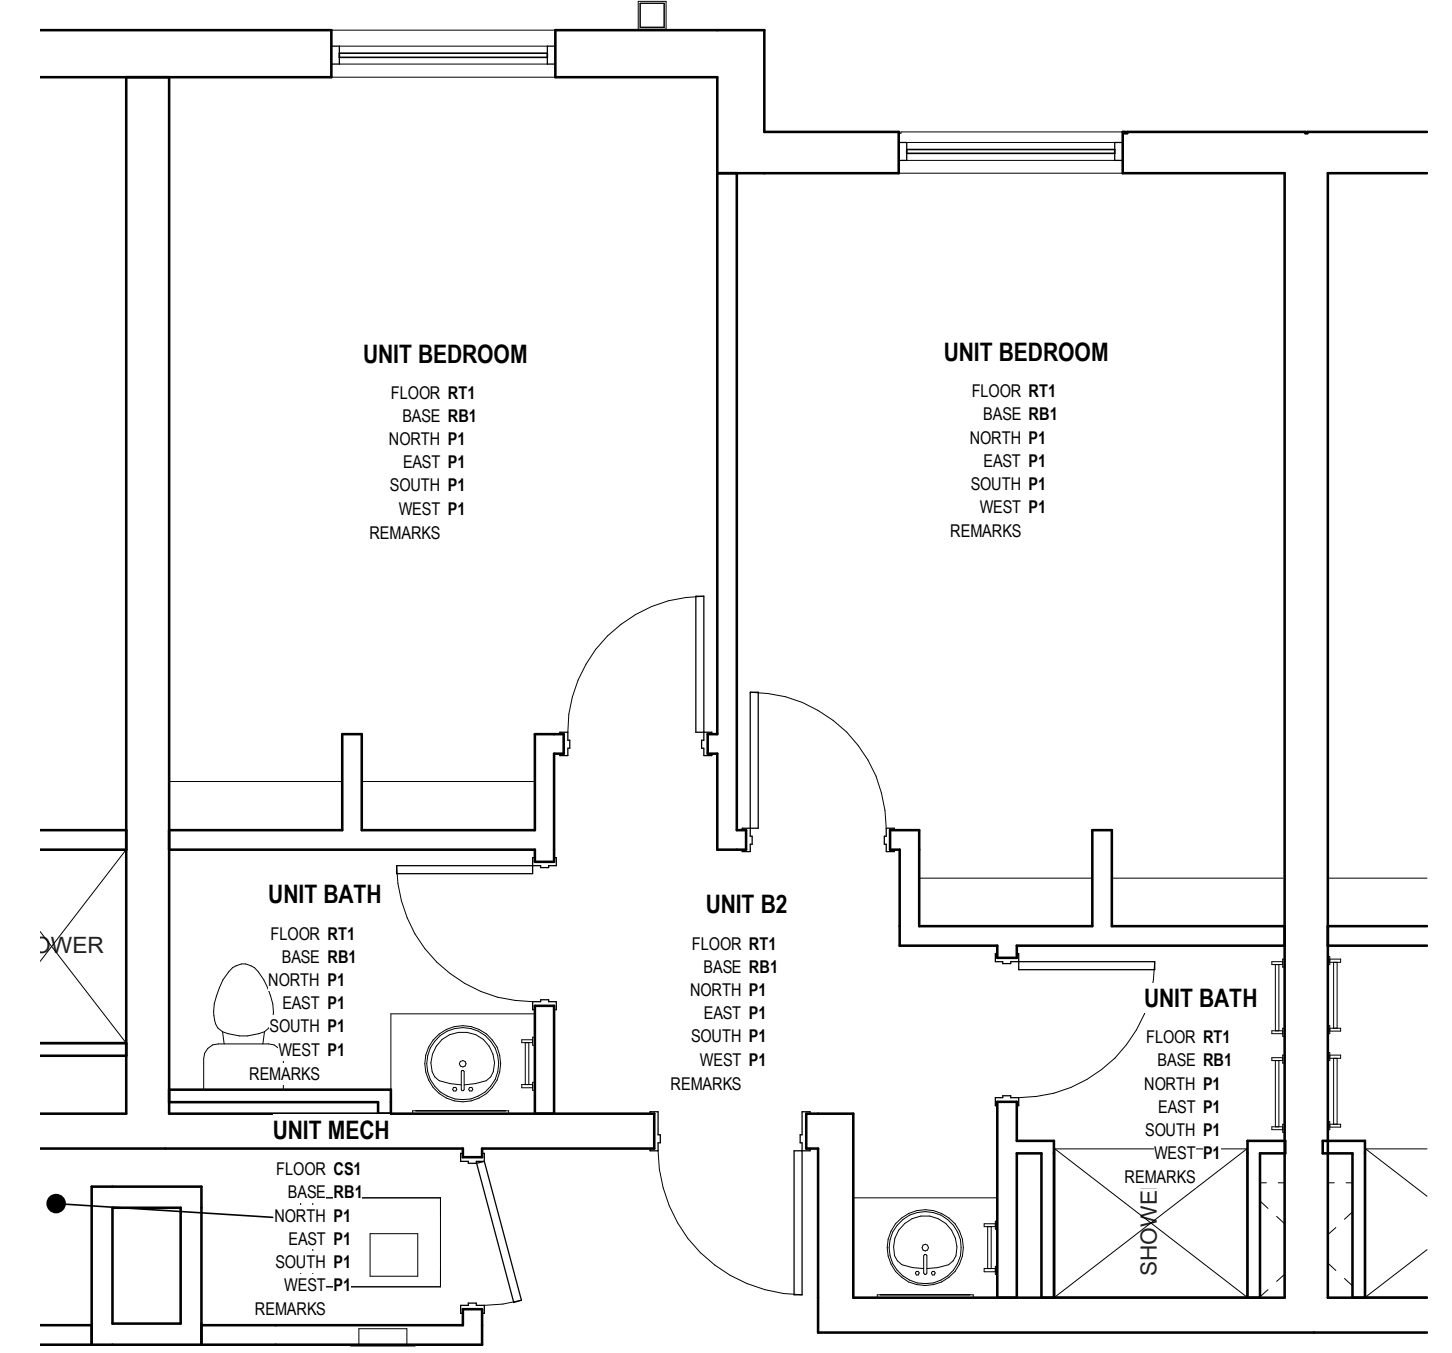 UNIT BEDROOM
FLOOR RT1
BASE RB1
NORTH P1
EAST P1
SOUTH P1
WEST P1
REMARKS
UNIT BEDROOM
FLOOR RT1
BASE RB1
NORTH P1
EAST P1
SOUTH P1
WEST P1
REMARKS
UNIT BATH
FLOOR RT1
BASE RB1
NORTH P1
EAST P1
SOUTH P1
WEST P1
REMARKS
UNIT B2
FLOOR RT1
BASE RB1
NORTH P1
EAST P1
SOUTH P1
WEST P1
REMARKS
OWER
UNIT BATH
FLOOR RT1
BASE RB1
NORTH P1
EAST P1
SOUTH P1
WEST P1
REMARKS
SHOWE
UNIT MECH
FLOOR CS1
BASE RB1
NORTH P1
EAST P1
SOUTH P1
WEST P1
REMARKS